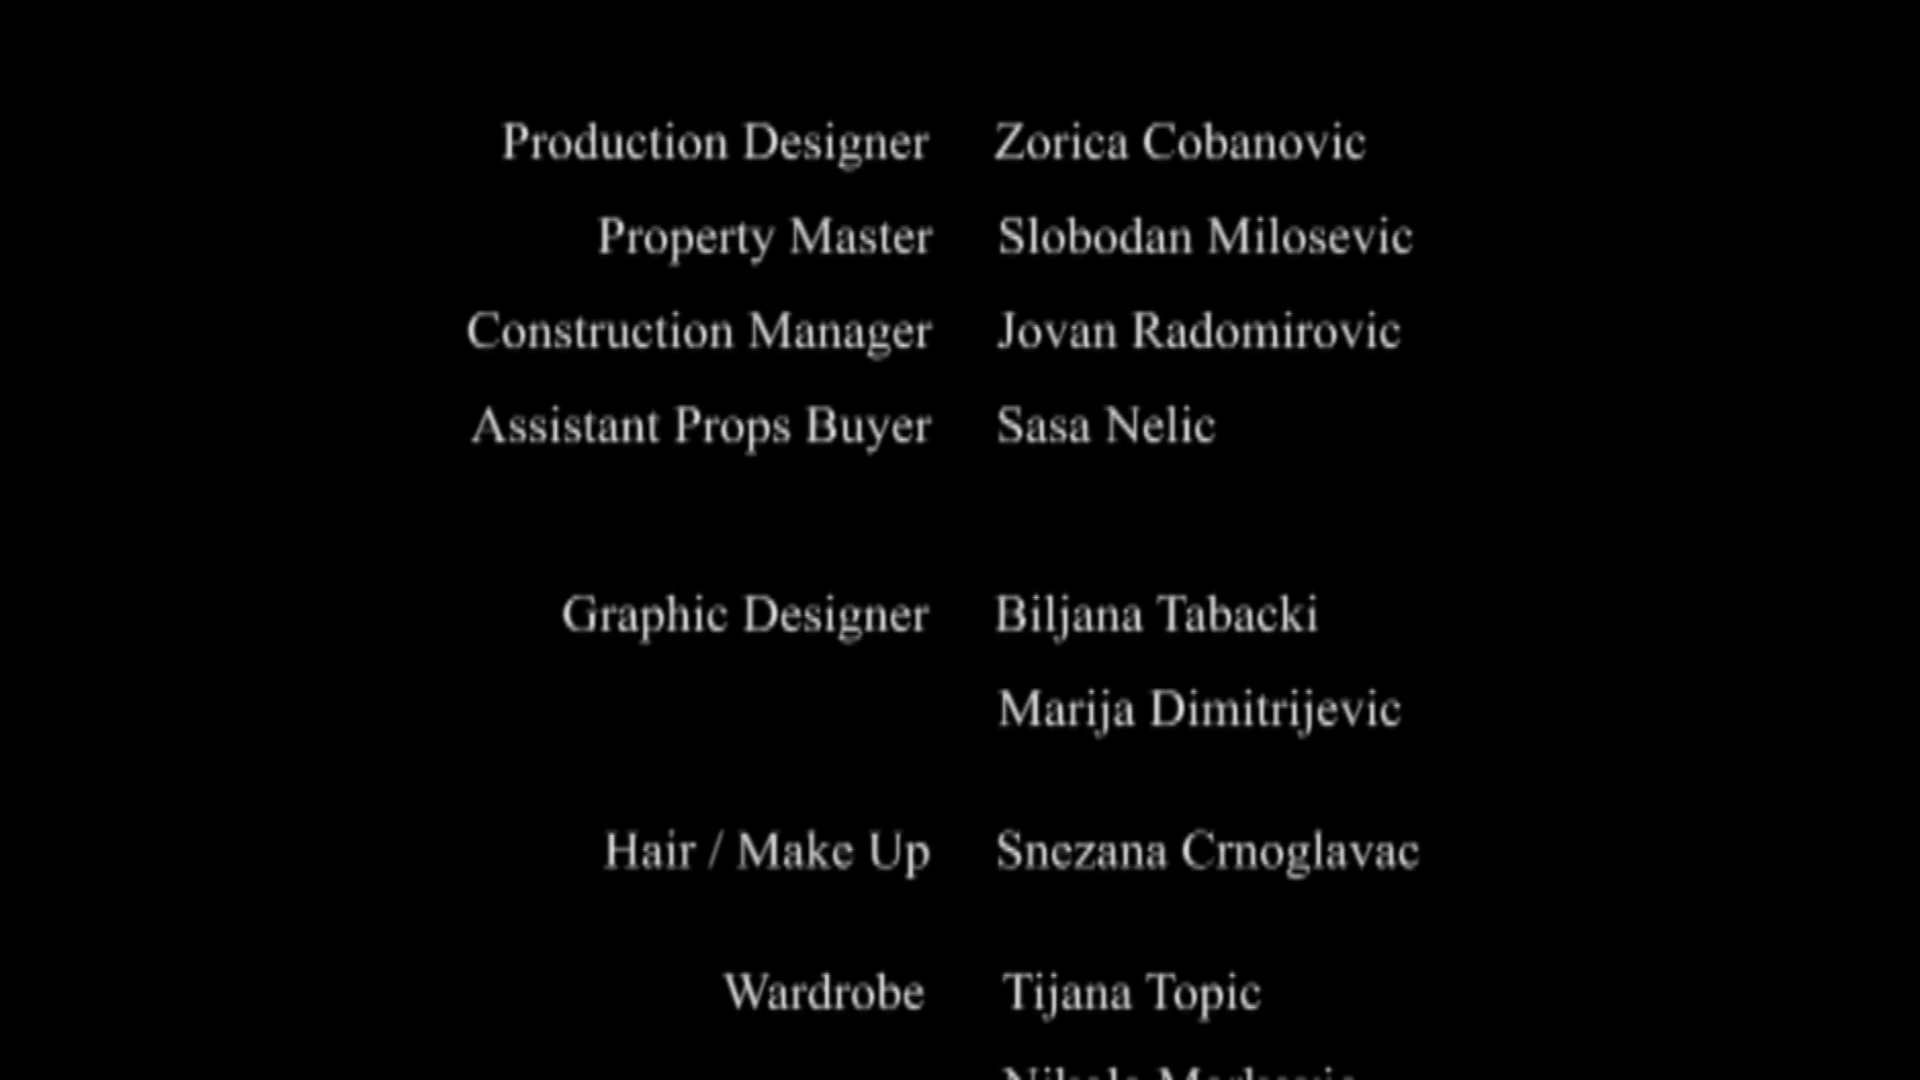 Production Designer Zorica Cobanovic
Property Master Slobodan Milosevic
Construction Manager Jovan Radomirovic
Assistant Props Buyer Sasa Nelic
Graphic Designer Biljana Tabacki
Marija Dimitrijevic
Hair / Make Up Snezana Crnoglavac
Wardrobe Tijana Topic